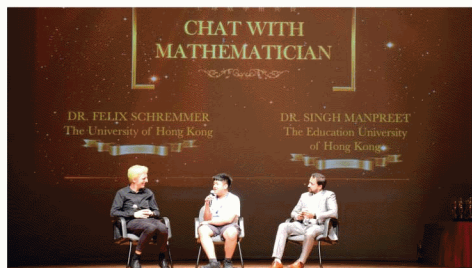 CHAT WITH
MATHEMATICIAN
DR. FELIX SCHREMMER
The University of Hong Kong
DR. SINGH MANPREET
The Education University
of Hong Kong